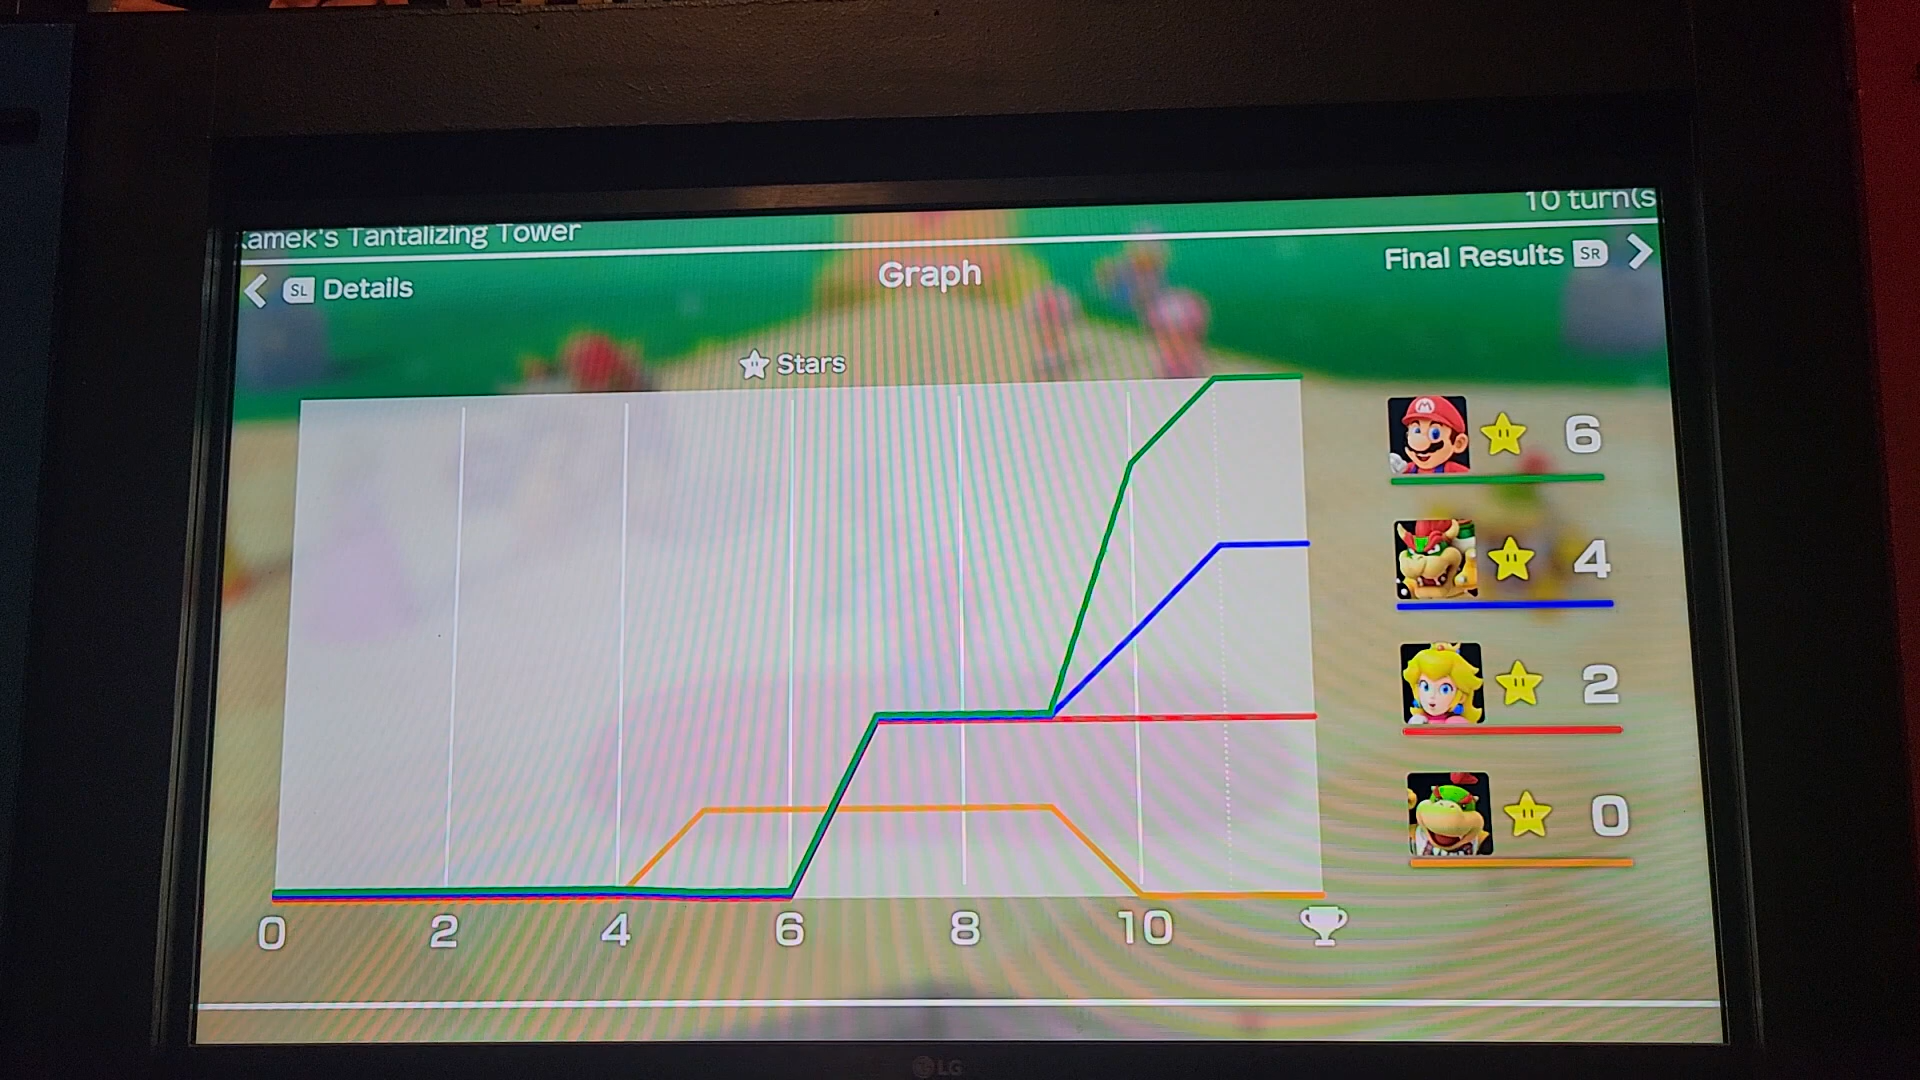 10 turn(s
amek's Tantalizing Tower
SL Details
Graph
Final Results SR
Stars
6
4
2
0
0 2 4 6 8 10
LG